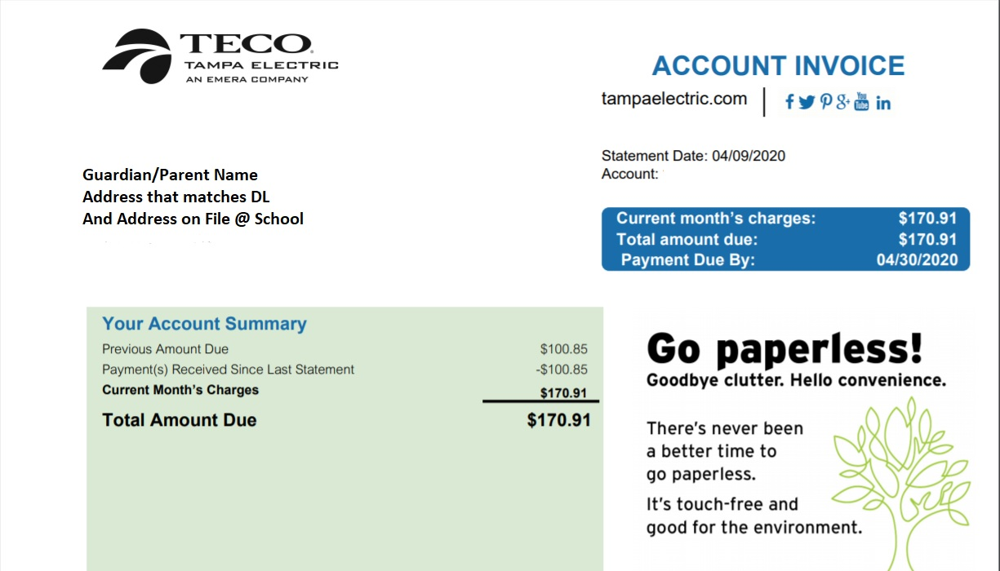 TECO.
TAMPA ELECTRIC
AN EMERA COMPANY
ACCOUNT INVOICE
tampaelectric.com
f P g+ You Tube in
Statement Date: 04/09/2020
Account:
Guardian/Parent Name
Address that matches DL
And Address on File @ School
Current month's charges: $170.91
Total amount due: $170.91
Payment Due By: 04/30/2020
Your Account Summary
Previous Amount Due $100.85
Payment(s) Received Since Last Statement -$100.85
Current Month's Charges $170.91
Total Amount Due $170.91
Go paperless!
Goodbye clutter. Hello convenience.
There's never been
a better time to
go paperless.
It's touch-free and
good for the environment.